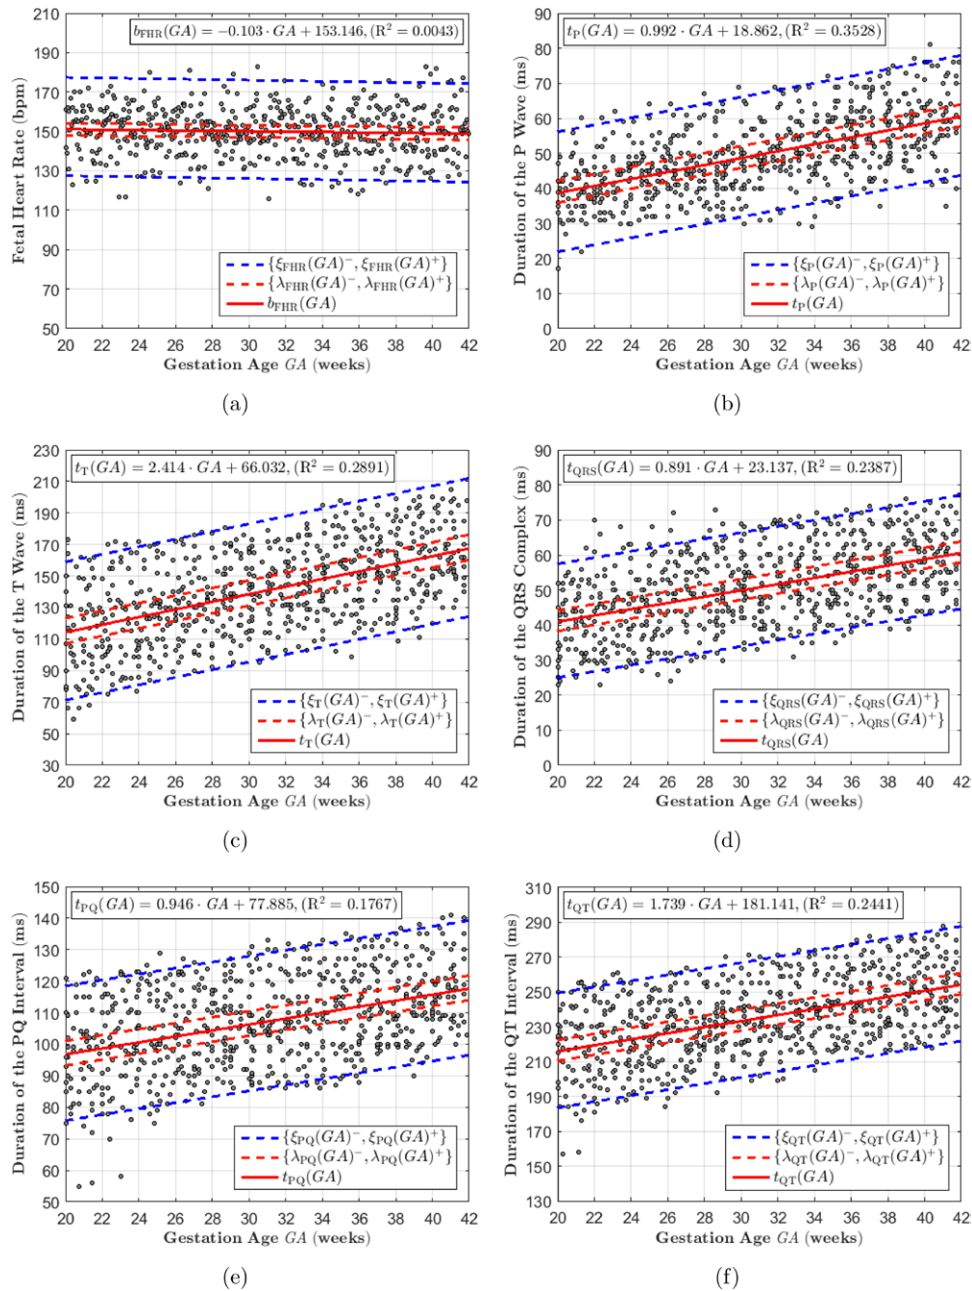 b_FHR(GA) = −0.103 · GA + 153.146, (R² = 0.0043)
210
190
170
150
130
110
90
70
50
Fetal Heart Rate (bpm)
{ξ_FHR(GA)⁻, ξ_FHR(GA)⁺}
{λ_FHR(GA)⁻, λ_FHR(GA)⁺}
b_FHR(GA)
20 22 24 26 28 30 32 34 36 38 40 42
Gestation Age GA (weeks)
(a)
t_P(GA) = 0.992 · GA + 18.862, (R² = 0.3528)
90
80
70
60
50
40
30
20
10
0
Duration of the P Wave (ms)
{ξ_P(GA)⁻, ξ_P(GA)⁺}
{λ_P(GA)⁻, λ_P(GA)⁺}
t_P(GA)
20 22 24 26 28 30 32 34 36 38 40 42
Gestation Age GA (weeks)
(b)
t_T(GA) = 2.414 · GA + 66.032, (R² = 0.2891)
230
210
190
170
150
130
110
90
70
50
30
Duration of the T Wave (ms)
{ξ_T(GA)⁻, ξ_T(GA)⁺}
{λ_T(GA)⁻, λ_T(GA)⁺}
t_T(GA)
20 22 24 26 28 30 32 34 36 38 40 42
Gestation Age GA (weeks)
(c)
t_QRS(GA) = 0.891 · GA + 23.137, (R² = 0.2387)
90
80
70
60
50
40
30
20
10
0
Duration of the QRS Complex (ms)
{ξ_QRS(GA)⁻, ξ_QRS(GA)⁺}
{λ_QRS(GA)⁻, λ_QRS(GA)⁺}
t_QRS(GA)
20 22 24 26 28 30 32 34 36 38 40 42
Gestation Age GA (weeks)
(d)
t_PQ(GA) = 0.946 · GA + 77.885, (R² = 0.1767)
150
140
130
120
110
100
90
80
70
60
50
Duration of the PQ Interval (ms)
{ξ_PQ(GA)⁻, ξ_PQ(GA)⁺}
{λ_PQ(GA)⁻, λ_PQ(GA)⁺}
t_PQ(GA)
20 22 24 26 28 30 32 34 36 38 40 42
Gestation Age GA (weeks)
(e)
t_QT(GA) = 1.739 · GA + 181.141, (R² = 0.2441)
310
290
270
250
230
210
190
170
150
130
Duration of the QT Interval (ms)
{ξ_QT(GA)⁻, ξ_QT(GA)⁺}
{λ_QT(GA)⁻, λ_QT(GA)⁺}
t_QT(GA)
20 22 24 26 28 30 32 34 36 38 40 42
Gestation Age GA (weeks)
(f)